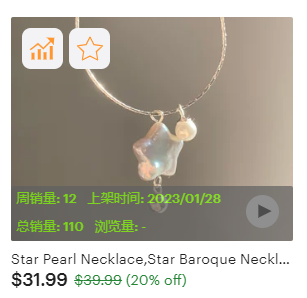 周销量: 12 上架时间: 2023/01/28
总销量: 110 浏览量: -
Star Pearl Necklace,Star Baroque Neckl...
$31.99 $39.99 (20% off)